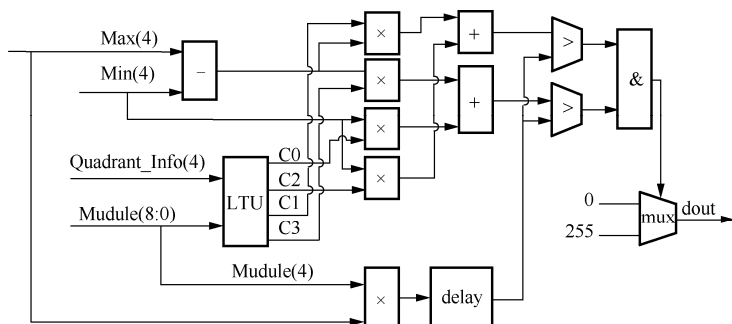 Max(4)
Min(4)
−
×
×
×
×
+
+
>
>
&
Quadrant_Info(4)
Mudule(8:0)
LTU
C0
C2
C1
C3
0
255
mux
dout
Mudule(4)
×
delay